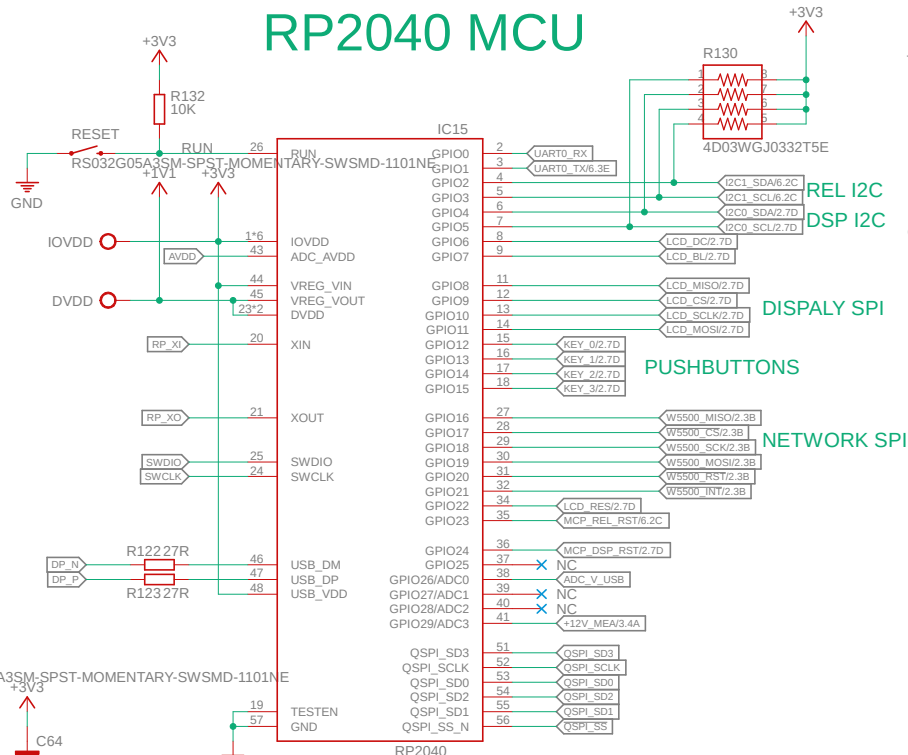 RP2040 MCU
+3V3
+3V3
R130
1 8
2 7
3 6
4 5
4D03WGJ0332T5E
R132
10K
RESET
RUN
RS032G05A3SM-SPST-MOMENTARY-SWSMD-1101NE
GND
+1V1
+3V3
IC15
26 RUN
IOVDD
1*6 IOVDD
AVDD
43 ADC_AVDD
44 VREG_VIN
DVDD
45 VREG_VOUT
23*2 DVDD
RP_XI
20 XIN
RP_XO
21 XOUT
SWDIO
25 SWDIO
SWCLK
24 SWCLK
DP_N
R122 27R
46 USB_DM
DP_P
R123 27R
47 USB_DP
48 USB_VDD
19 TESTEN
57 GND
GPIO0 2 UART0_RX
GPIO1 3 UART0_TX/6.3E
GPIO2 4 I2C1_SDA/6.2C
GPIO3 5 I2C1_SCL/6.2C
REL I2C
GPIO4 6 I2C0_SDA/2.7D
GPIO5 7 I2C0_SCL/2.7D
DSP I2C
GPIO6 8 LCD_DC/2.7D
GPIO7 9 LCD_BL/2.7D
GPIO8 11 LCD_MISO/2.7D
GPIO9 12 LCD_CS/2.7D
GPIO10 13 LCD_SCLK/2.7D
GPIO11 14 LCD_MOSI/2.7D
DISPALY SPI
GPIO12 15 KEY_0/2.7D
GPIO13 16 KEY_1/2.7D
GPIO14 17 KEY_2/2.7D
GPIO15 18 KEY_3/2.7D
PUSHBUTTONS
GPIO16 27 W5500_MISO/2.3B
GPIO17 28 W5500_CS/2.3B
GPIO18 29 W5500_SCK/2.3B
GPIO19 30 W5500_MOSI/2.3B
GPIO20 31 W5500_RST/2.3B
GPIO21 32 W5500_INT/2.3B
NETWORK SPI
GPIO22 34 LCD_RES/2.7D
GPIO23 35 MCP_REL_RST/6.2C
GPIO24 36 MCP_DSP_RST/2.7D
GPIO25 37 NC
GPIO26/ADC0 38 ADC_V_USB
GPIO27/ADC1 39 NC
GPIO28/ADC2 40 NC
GPIO29/ADC3 41 +12V_MEA/3.4A
QSPI_SD3 51 QSPI_SD3
QSPI_SCLK 52 QSPI_SCLK
QSPI_SD0 53 QSPI_SD0
QSPI_SD2 54 QSPI_SD2
QSPI_SD1 55 QSPI_SD1
QSPI_SS_N 56 QSPI_SS
RP2040
A3SM-SPST-MOMENTARY-SWSMD-1101NE
+3V3
C64